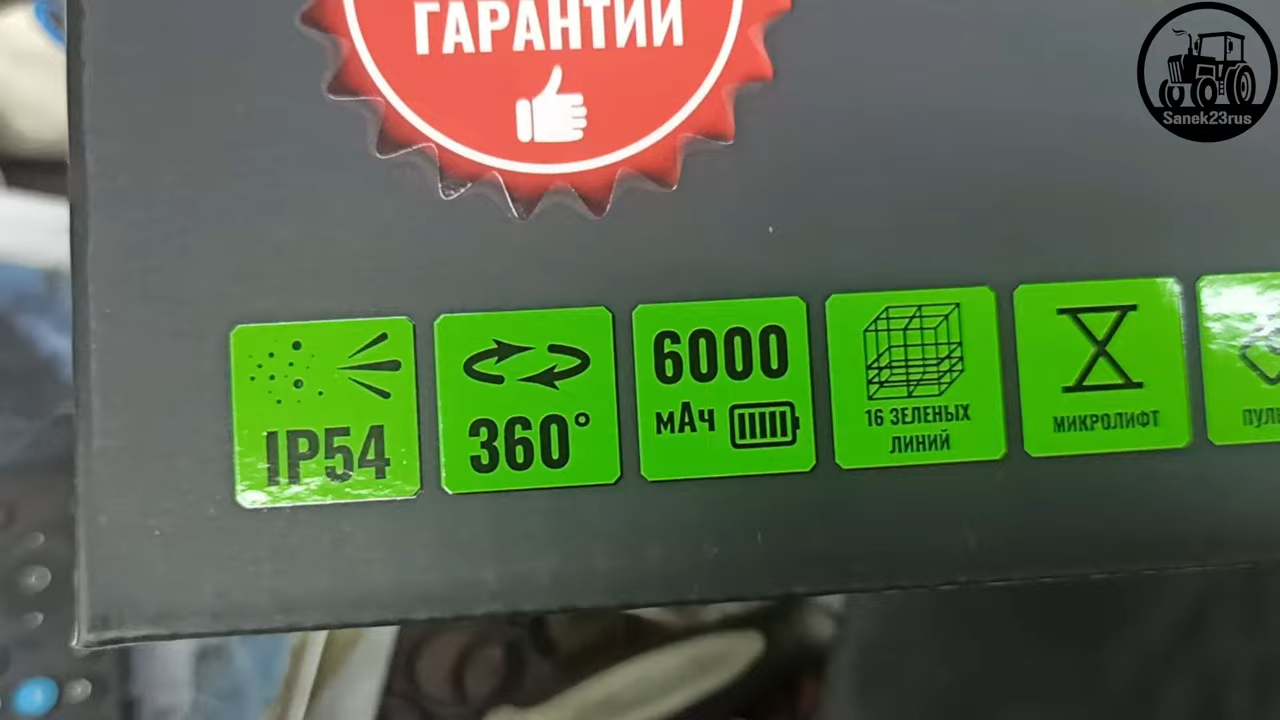 ГАРАНТИИ
Sanek23rus
IP54
360°
6000
мАч
16 ЗЕЛЕНЫХ
ЛИНИЙ
МИКРОЛИФТ